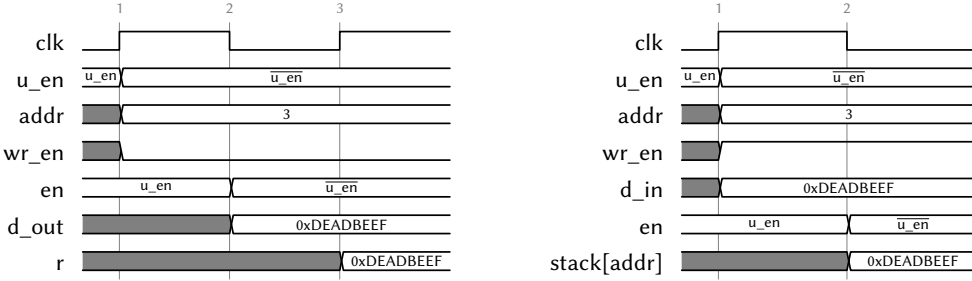 1 2 3
clk
u_en u_en u_en
addr 3
wr_en
en u_en u_en
d_out 0xDEADBEEF
r 0xDEADBEEF
1 2
clk
u_en u_en u_en
addr 3
wr_en
d_in 0xDEADBEEF
en u_en u_en
stack[addr] 0xDEADBEEF